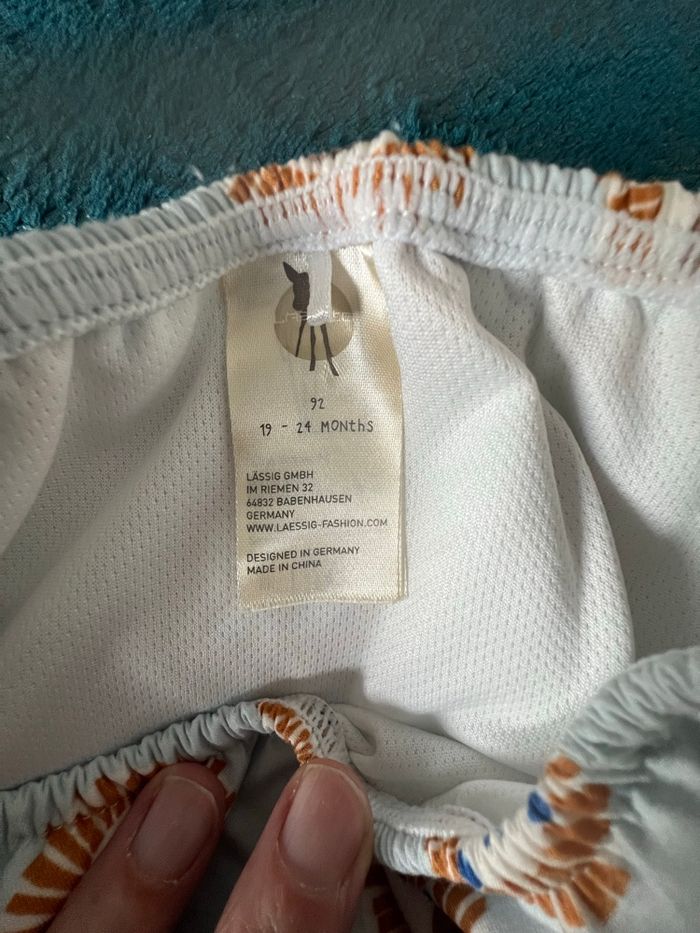 LÄSSIG
92
19 - 24 MONthS
LÄSSIG GMBH
IM RIEMEN 32
64832 BABENHAUSEN
GERMANY
WWW.LAESSIG-FASHION.COM
DESIGNED IN GERMANY
MADE IN CHINA